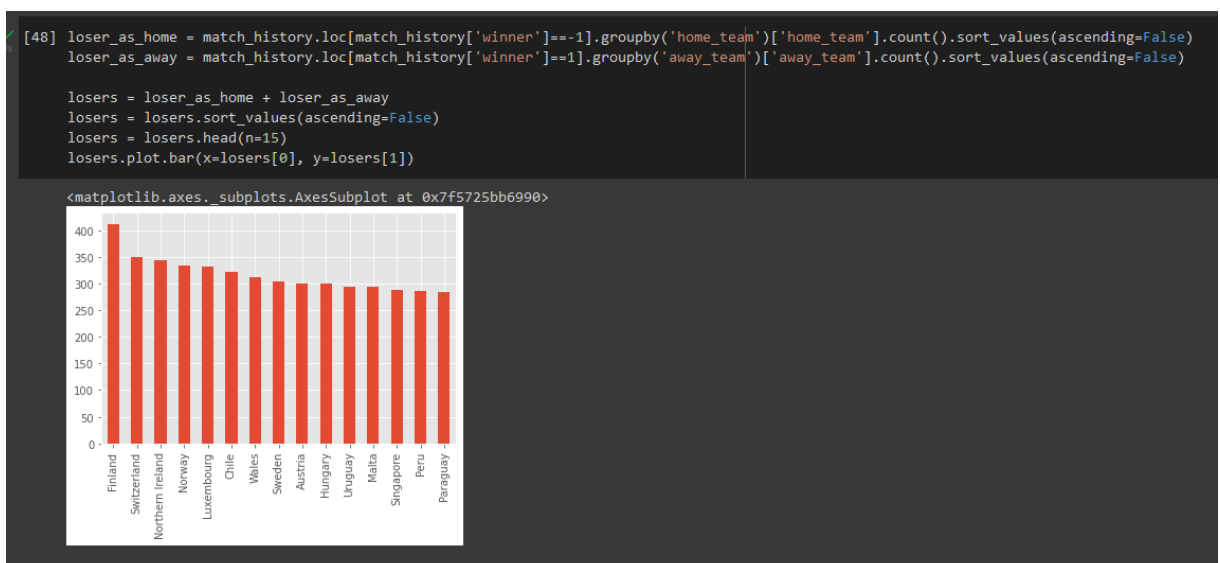 [48] loser_as_home = match_history.loc[match_history['winner']==-1].groupby('home_team')['home_team'].count().sort_values(ascending=False)
loser_as_away = match_history.loc[match_history['winner']==1].groupby('away_team')['away_team'].count().sort_values(ascending=False)
losers = loser_as_home + loser_as_away
losers = losers.sort_values(ascending=False)
losers = losers.head(n=15)
losers.plot.bar(x=losers[0], y=losers[1])
<matplotlib.axes._subplots.AxesSubplot at 0x7f5725bb6990>
400
350
300
250
200
150
100
50
0
Finland
Switzerland
Northern Ireland
Norway
Luxembourg
Chile
Wales
Sweden
Austria
Hungary
Uruguay
Malta
Singapore
Peru
Paraguay